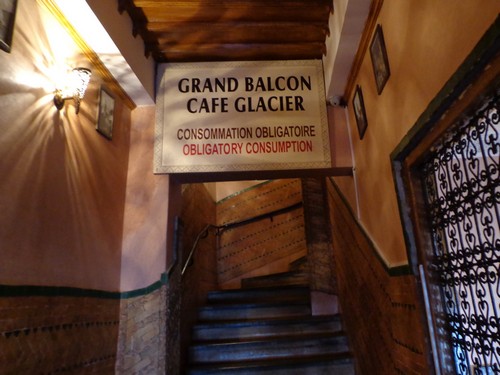 GRAND BALCON
CAFE GLACIER
CONSOMMATION OBLIGATOIRE
OBLIGATORY CONSUMPTION